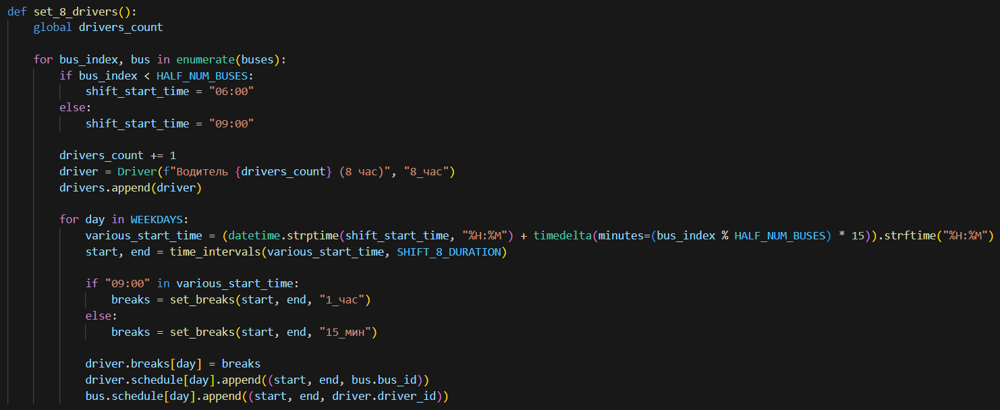 def set_8_drivers():
    global drivers_count

    for bus_index, bus in enumerate(buses):
        if bus_index < HALF_NUM_BUSES:
            shift_start_time = "06:00"
        else:
            shift_start_time = "09:00"

        drivers_count += 1
        driver = Driver(f"Водитель {drivers_count} (8 час)", "8_час")
        drivers.append(driver)

        for day in WEEKDAYS:
            various_start_time = (datetime.strptime(shift_start_time, "%H:%M") + timedelta(minutes=(bus_index % HALF_NUM_BUSES) * 15)).strftime("%H:%M")
            start, end = time_intervals(various_start_time, SHIFT_8_DURATION)

            if "09:00" in various_start_time:
                breaks = set_breaks(start, end, "1_час")
            else:
                breaks = set_breaks(start, end, "15_мин")

            driver.breaks[day] = breaks
            driver.schedule[day].append((start, end, bus.bus_id))
            bus.schedule[day].append((start, end, driver.driver_id))